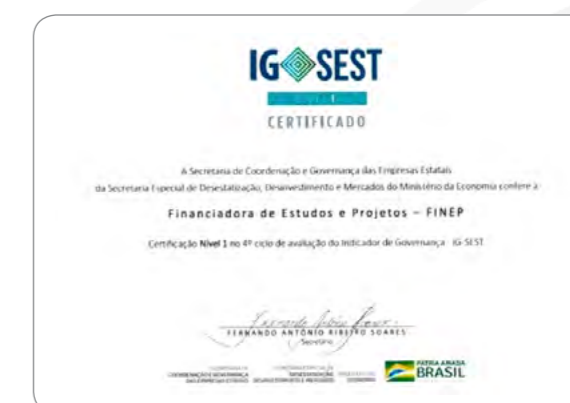 IG SEST
CERTIFICADO
A Secretaria de Coordenação e Governança das Empresas Estatais
da Secretaria Especial de Desestatização, Desinvestimento e Mercados do Ministério da Economia confere à
Financiadora de Estudos e Projetos – FINEP
Certificação Nível 1 no 4º ciclo de avaliação do Indicador de Governança IG-SEST
FERNANDO ANTÔNIO RIBEIRO SOARES
Secretário
PÁTRIA AMADA
BRASIL